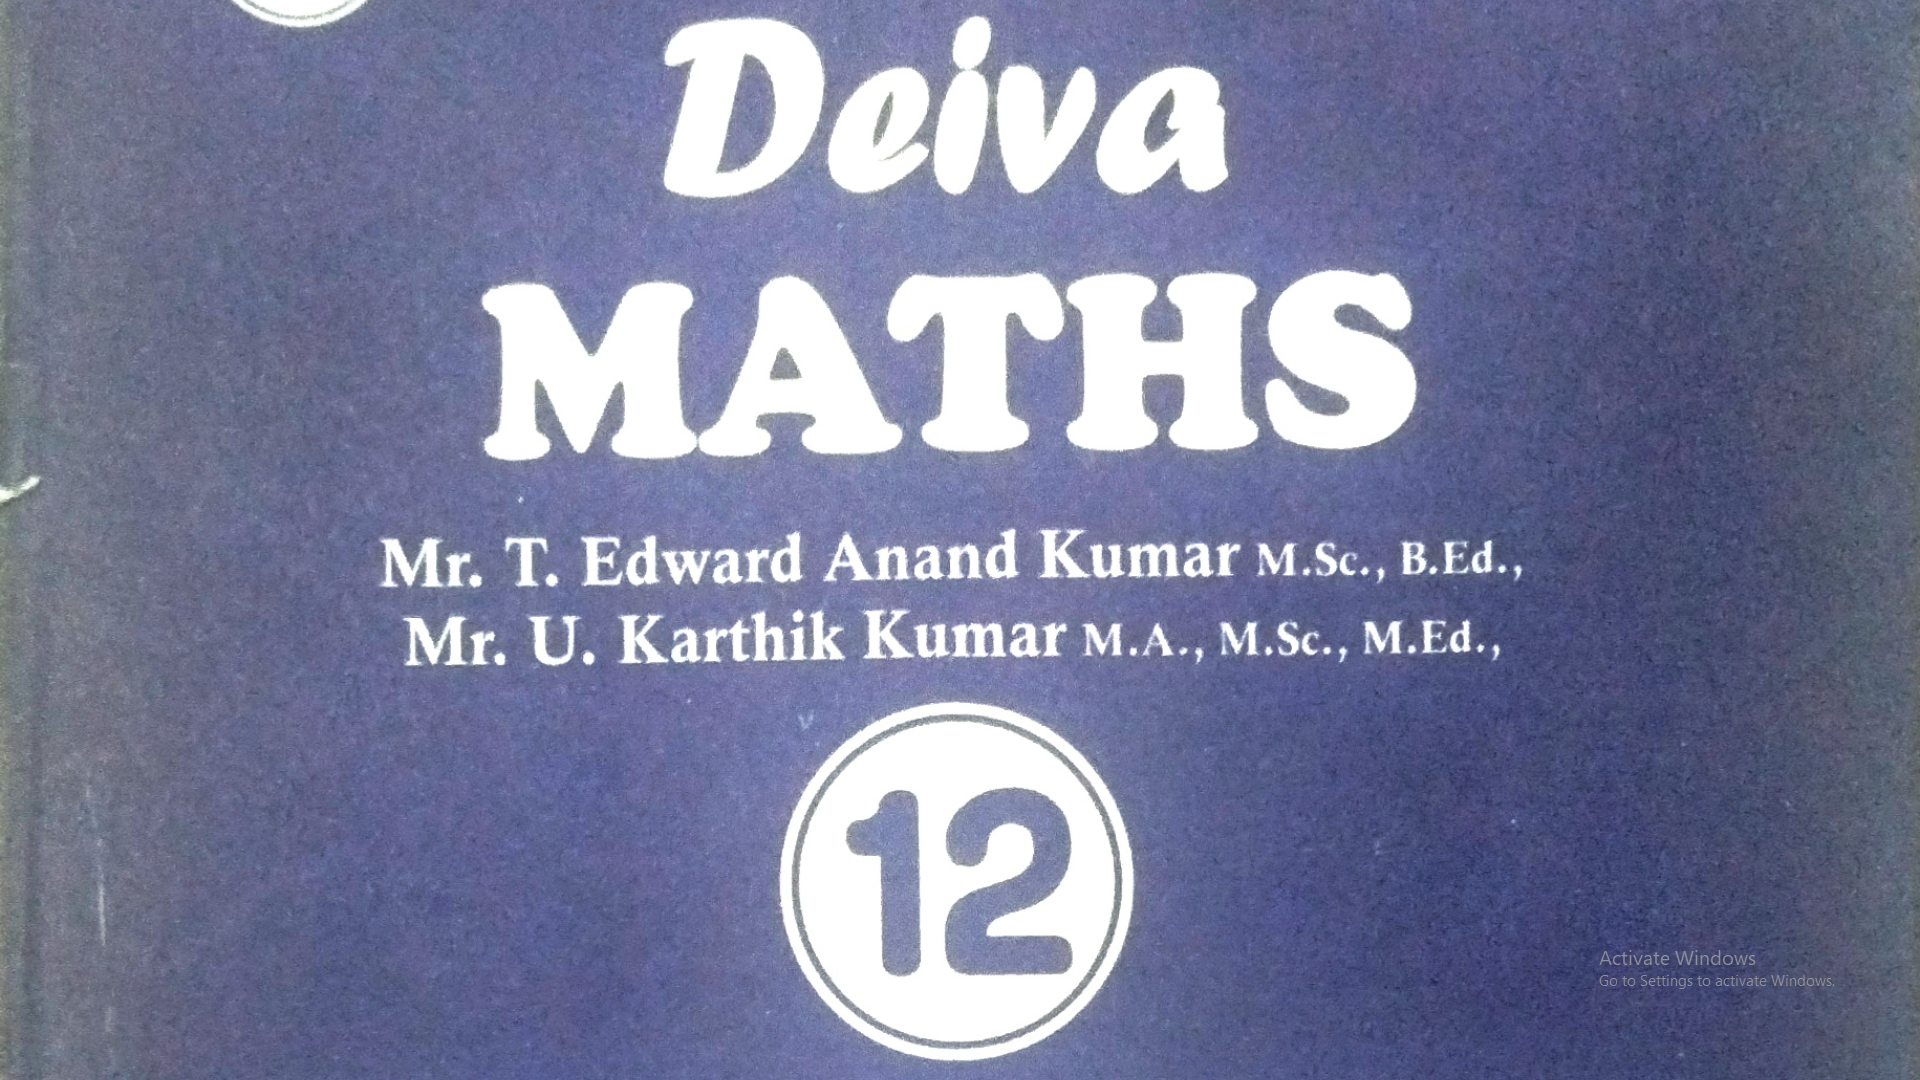 Deiva
MATHS
Mr. T. Edward Anand Kumar M.Sc., B.Ed.,
Mr. U. Karthik Kumar M.A., M.Sc., M.Ed.,
12
Activate Windows
Go to Settings to activate Windows.